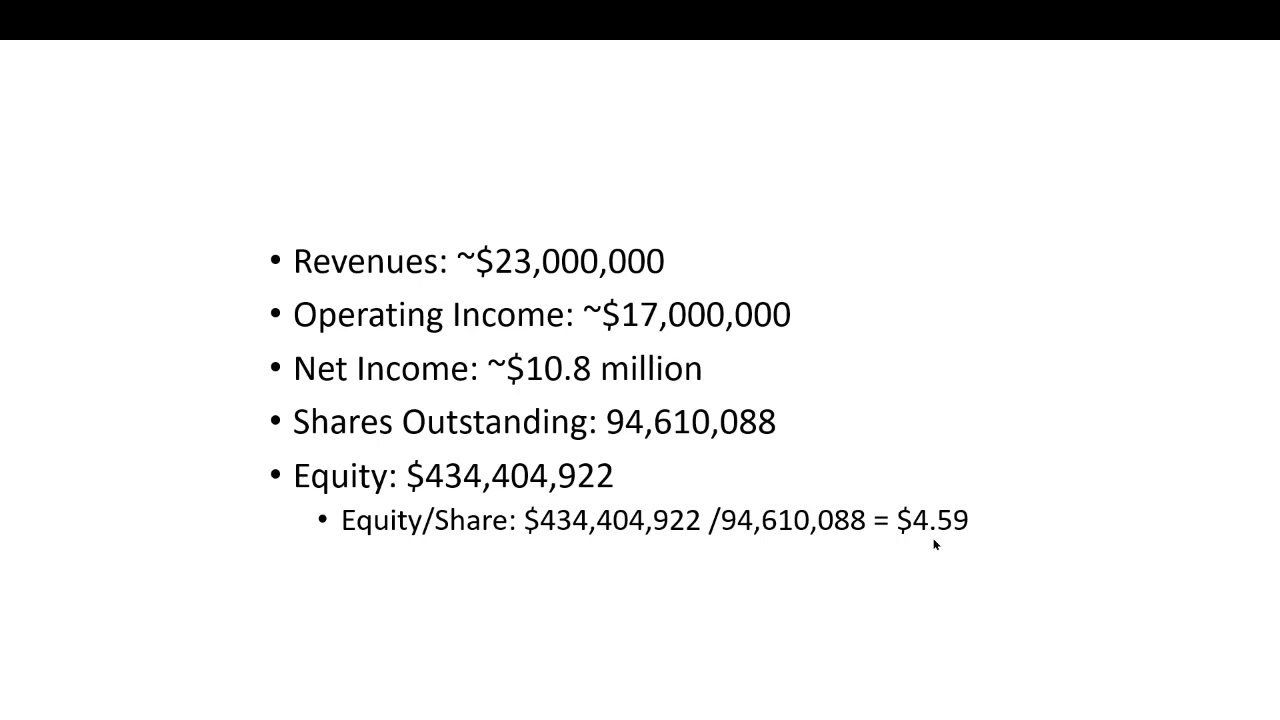 • Revenues: ~$23,000,000
• Operating Income: ~$17,000,000
• Net Income: ~$10.8 million
• Shares Outstanding: 94,610,088
• Equity: $434,404,922
• Equity/Share: $434,404,922 /94,610,088 = $4.59